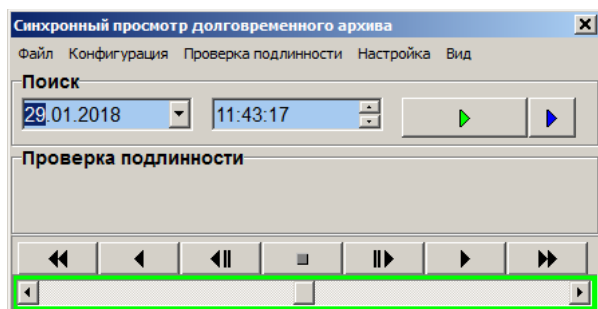 Синхронный просмотр долговременного архива
Файл Конфигурация Проверка подлинности Настройка Вид
Поиск
29.01.2018 11:43:17
Проверка подлинности